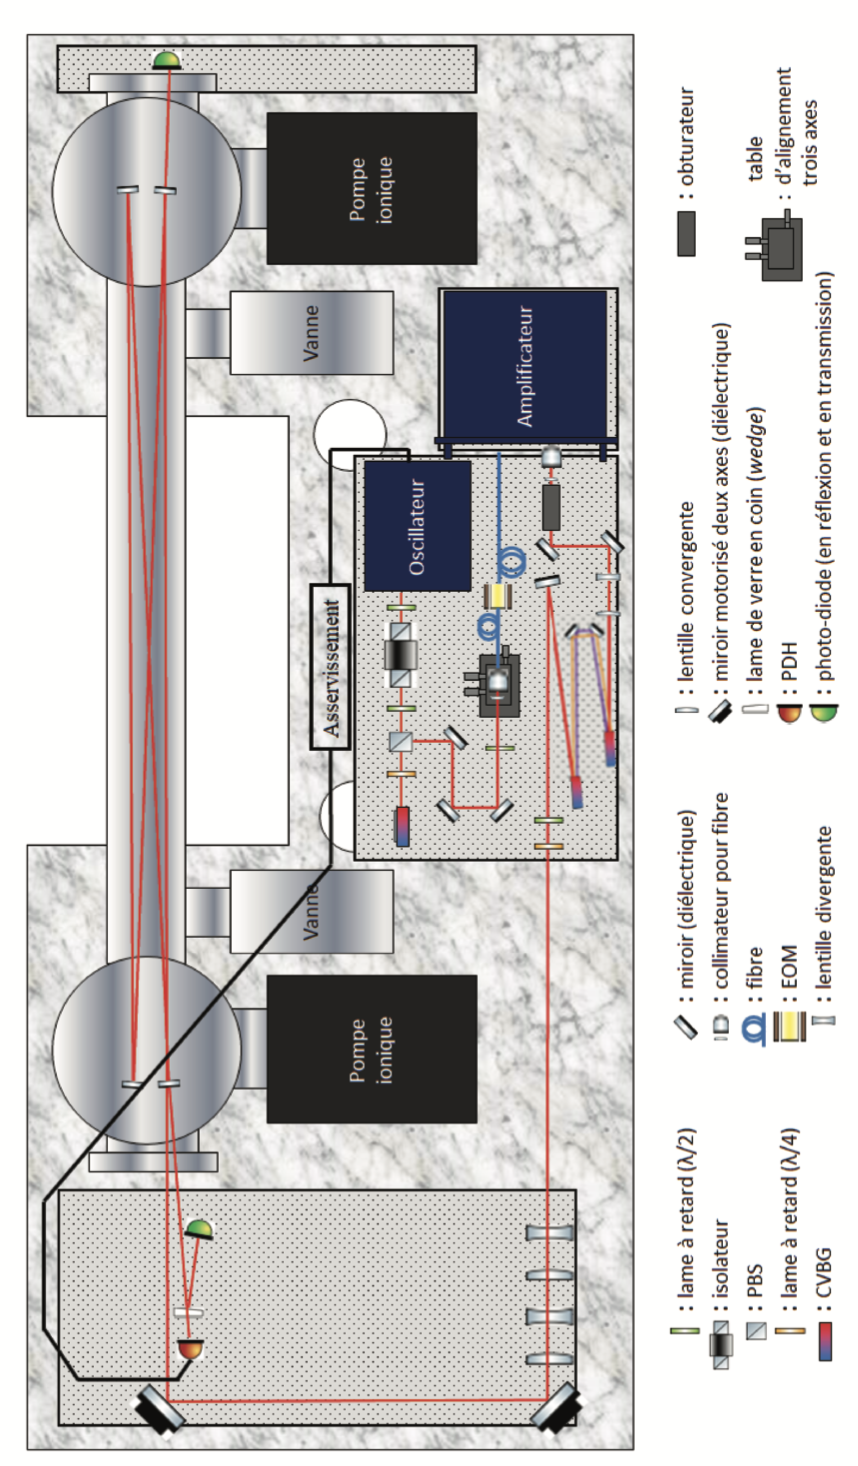 Pompe
ionique
Vanne
Amplificateur
Oscillateur
Asservissement
Vanne
Pompe
ionique
: lame à retard (λ/2)
: isolateur
: PBS
: lame à retard (λ/4)
: CVBG
: miroir (diélectrique)
: collimateur pour fibre
: fibre
: EOM
: lentille divergente
: lentille convergente
: miroir motorisé deux axes (diélectrique)
: lame de verre en coin (wedge)
: PDH
: photo-diode (en réflexion et en transmission)
: obturateur
table
: d'alignement
trois axes